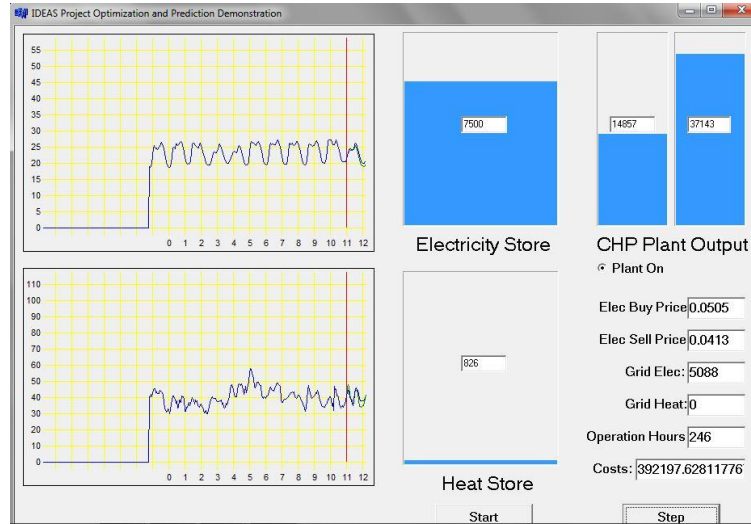 IDEAS Project Optimization and Prediction Demonstration
55
50
45
40
35
30
25
20
15
10
5
0
0 1 2 3 4 5 6 7 8 9 10 11 12
7500
Electricity Store
14857
37143
CHP Plant Output
Plant On
110
100
90
80
70
60
50
40
30
20
10
0
0 1 2 3 4 5 6 7 8 9 10 11 12
826
Heat Store
Elec Buy Price 0.0505
Elec Sell Price 0.0413
Grid Elec: 5088
Grid Heat: 0
Operation Hours 246
Costs: 392197.62811776
Start
Step